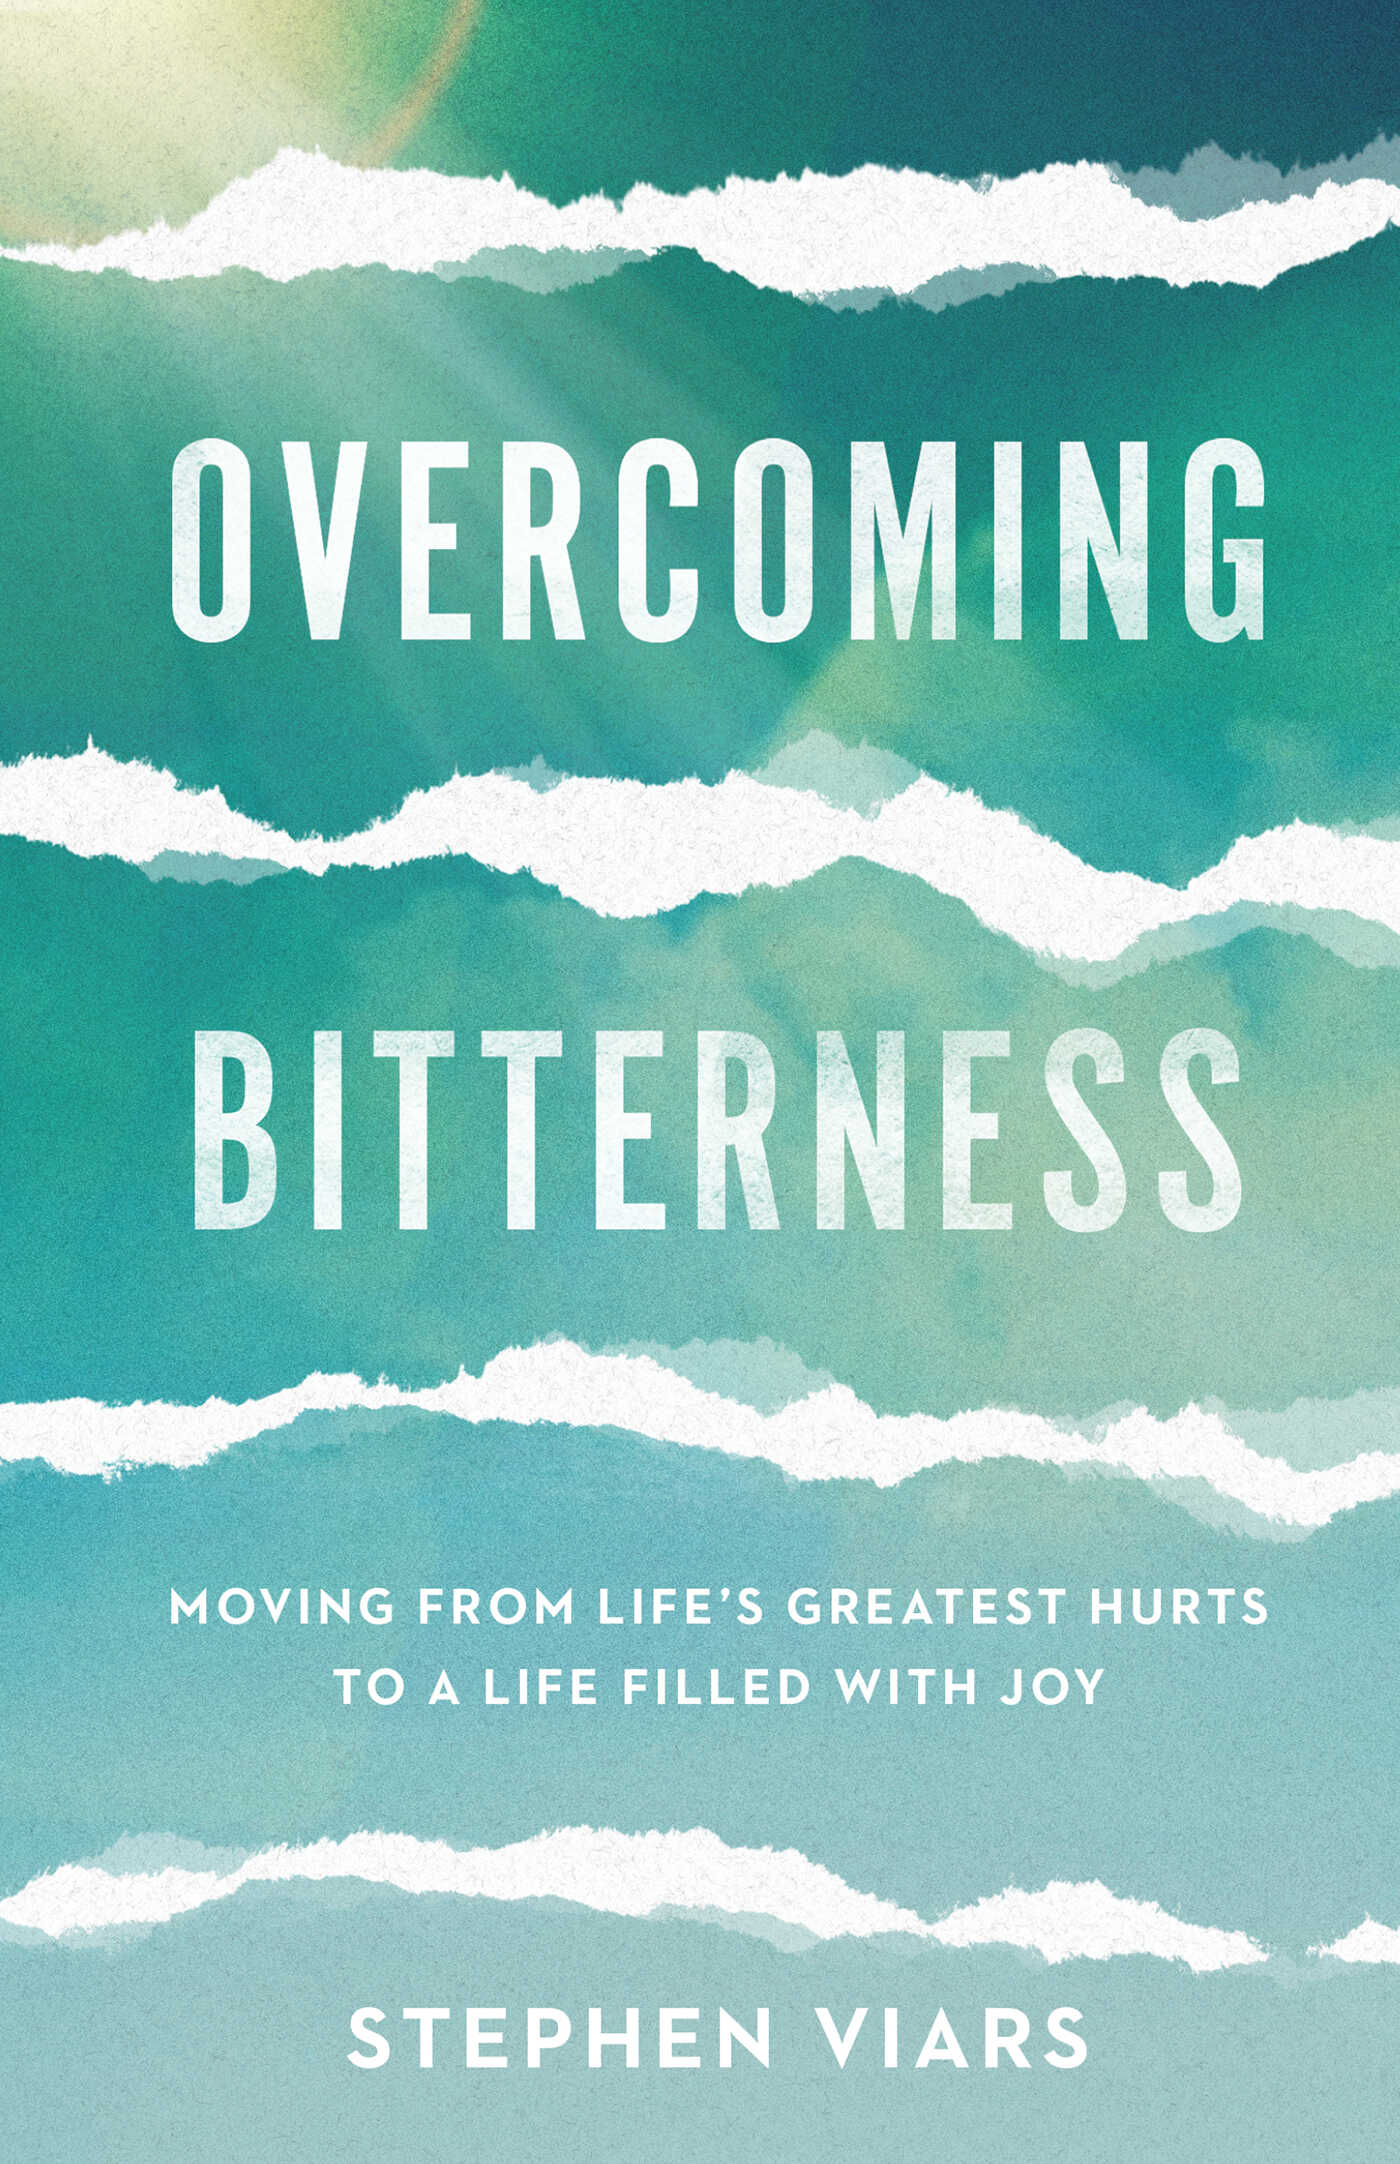 OVERCOMING
BITTERNESS
MOVING FROM LIFE’S GREATEST HURTS
TO A LIFE FILLED WITH JOY
STEPHEN VIARS